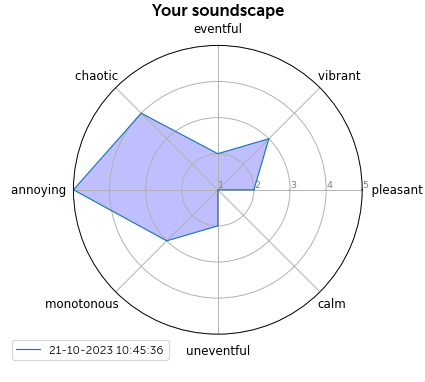 Your soundscape
eventful
chaotic
vibrant
annoying
1
2
3
4
5
pleasant
monotonous
calm
uneventful
21-10-2023 10:45:36